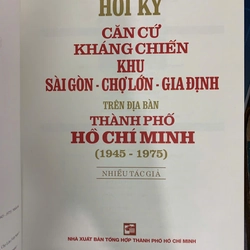 HỒI KÝ
CĂN CỨ
KHÁNG CHIẾN
KHU
SÀI GÒN - CHỢ LỚN - GIA ĐỊNH
TRÊN ĐỊA BÀN
THÀNH PHỐ
HỒ CHÍ MINH
(1945 - 1975)
NHIỀU TÁC GIẢ
NHÀ XUẤT BẢN TỔNG HỢP THÀNH PHỐ HỒ CHÍ MINH